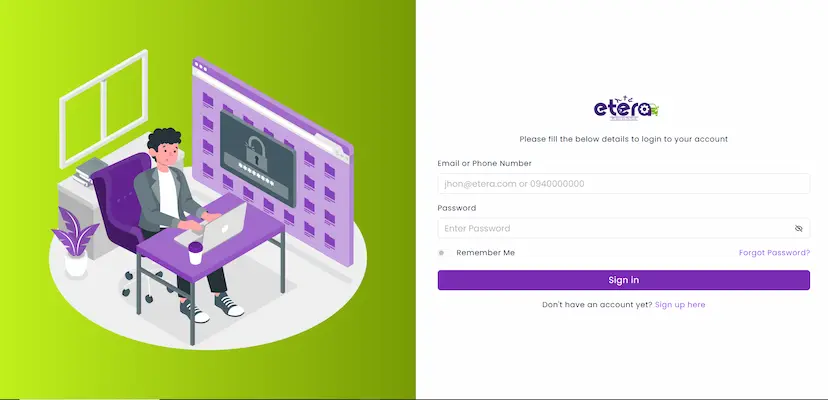 etera
Please fill the below details to login to your account
Email or Phone Number
jhon@etera.com or 0940000000
Password
Enter Password
Remember Me
Forgot Password?
Sign in
Don't have an account yet? Sign up here